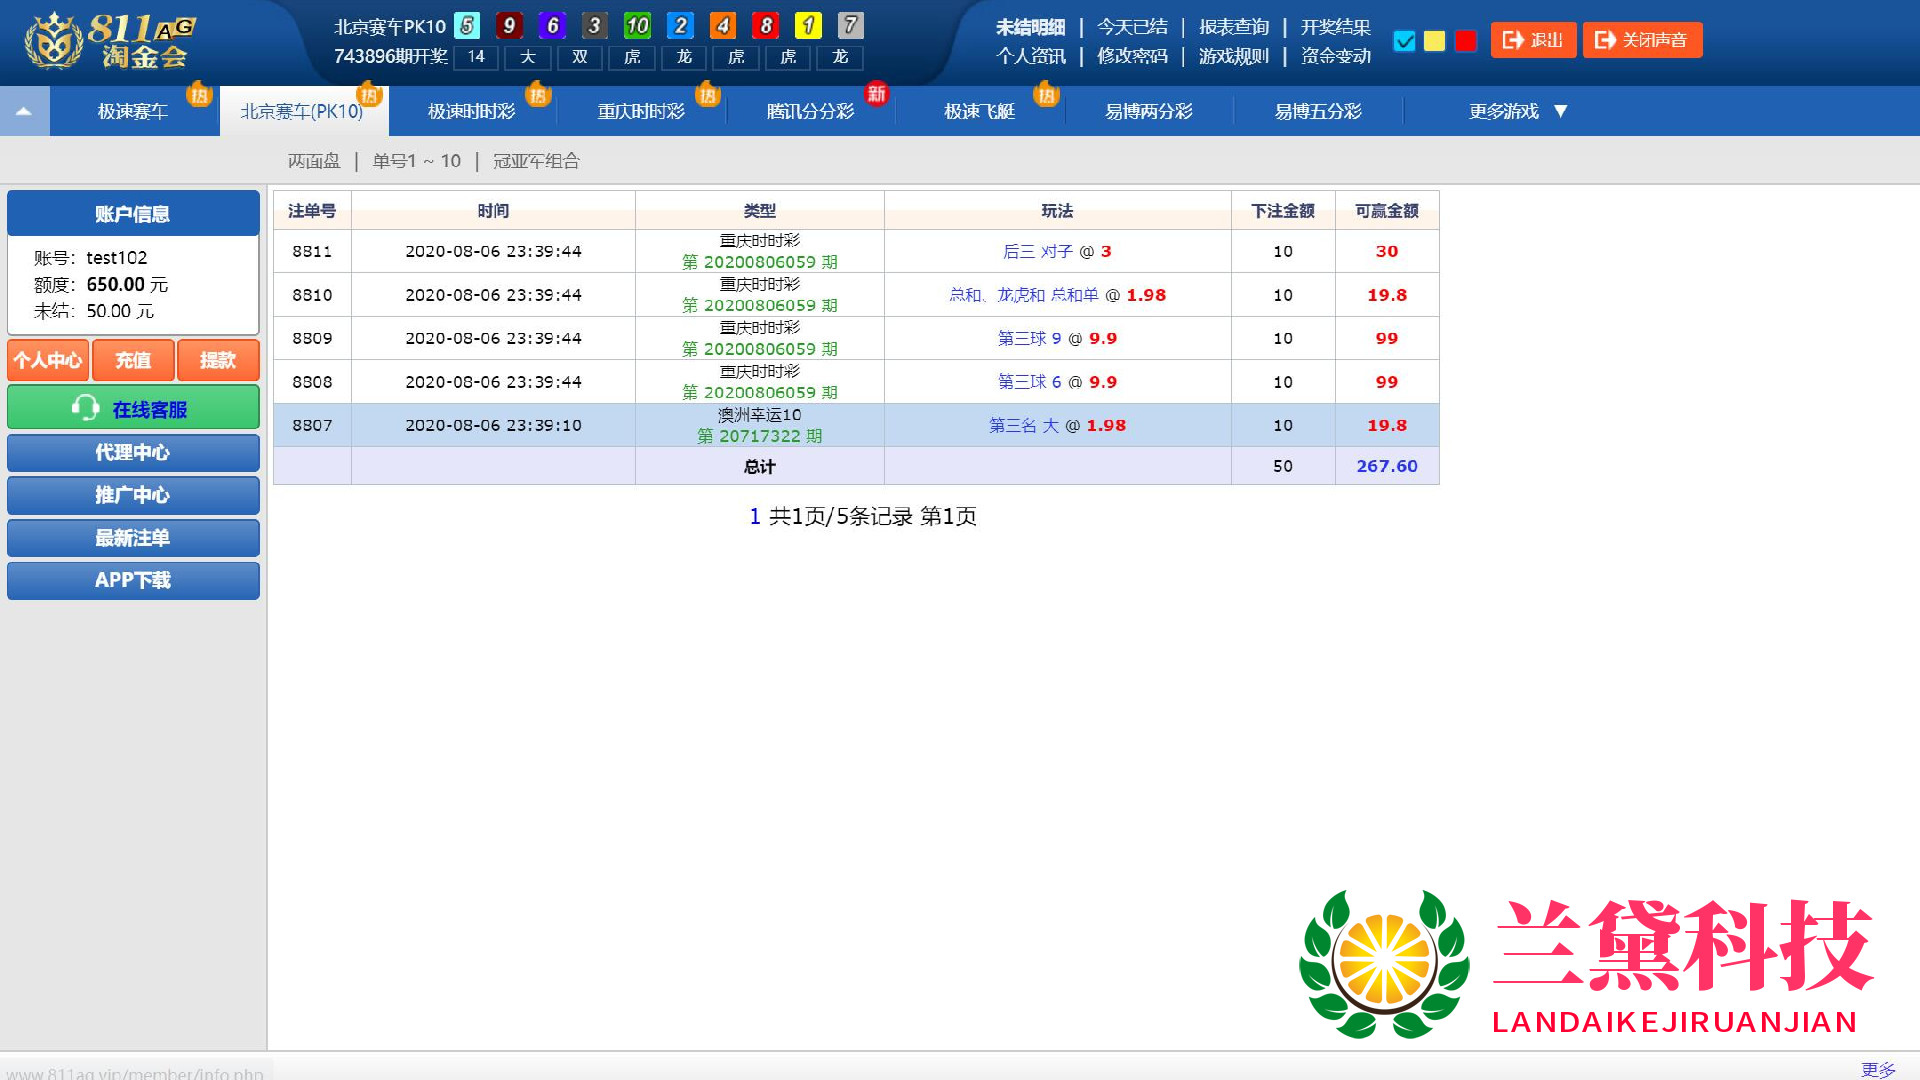 811AG
淘金会
北京赛车PK10 5 9 6 3 10 2 4 8 1 7
743896期开奖 14 大 双 虎 龙 虎 虎 龙
未结明细 | 今天已结 | 报表查询 | 开奖结果
个人资讯 | 修改密码 | 游戏规则 | 资金变动
退出
关闭声音
极速赛车 热
北京赛车(PK10) 热
极速时时彩 热
重庆时时彩 热
腾讯分分彩 新
极速飞艇 热
易博两分彩
易博五分彩
更多游戏 ▼
两面盘 | 单号1 ~ 10 | 冠亚军组合
账户信息
账号： test102
额度： 650.00 元
未结： 50.00 元
个人中心 充值 提款
在线客服
代理中心
推广中心
最新注单
APP下载
注单号 时间 类型 玩法 下注金额 可赢金额
8811 2020-08-06 23:39:44 重庆时时彩 第 20200806059 期 后三 对子 @ 3 10 30
8810 2020-08-06 23:39:44 重庆时时彩 第 20200806059 期 总和、龙虎和 总和单 @ 1.98 10 19.8
8809 2020-08-06 23:39:44 重庆时时彩 第 20200806059 期 第三球 9 @ 9.9 10 99
8808 2020-08-06 23:39:44 重庆时时彩 第 20200806059 期 第三球 6 @ 9.9 10 99
8807 2020-08-06 23:39:10 澳洲幸运10 第 20717322 期 第三名 大 @ 1.98 10 19.8
总计 50 267.60
1 共1页/5条记录 第1页
兰黛科技
LANDAIKEJIRUANJIAN
www.811ag.vip/member/info.php
更多